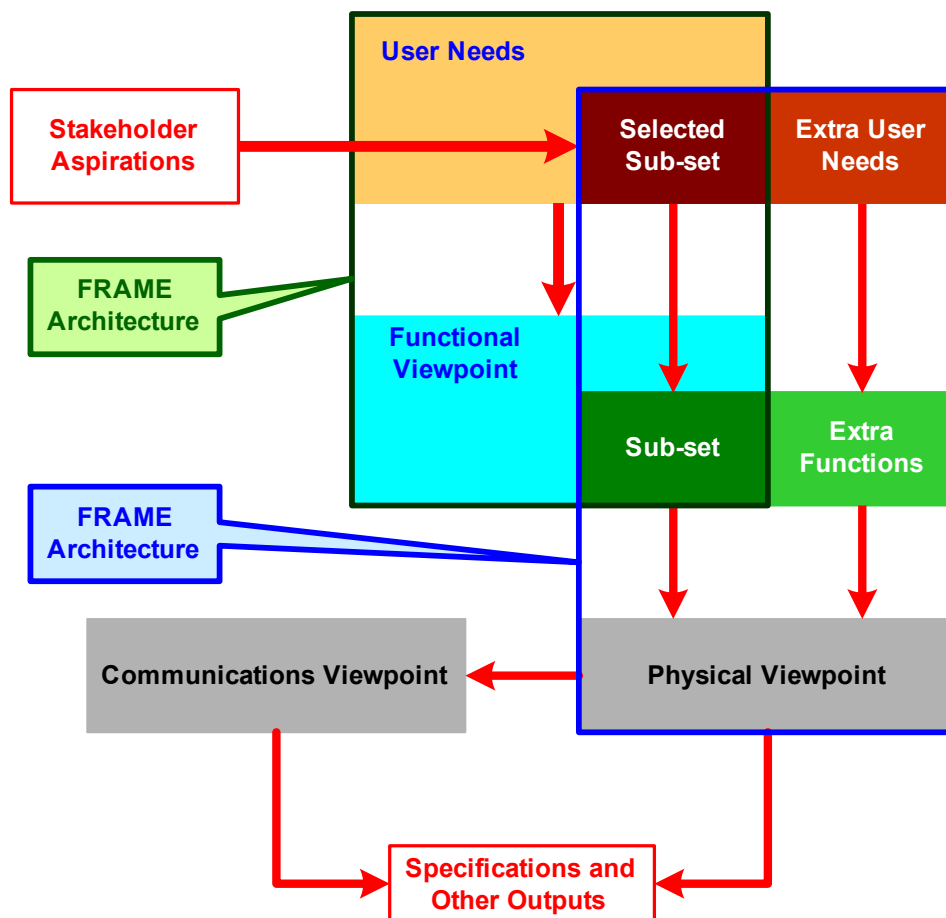 User Needs
Stakeholder
Aspirations
Selected
Sub-set
Extra User
Needs
FRAME
Architecture
Functional
Viewpoint
Sub-set
Extra
Functions
FRAME
Architecture
Communications Viewpoint
Physical Viewpoint
Specifications and
Other Outputs